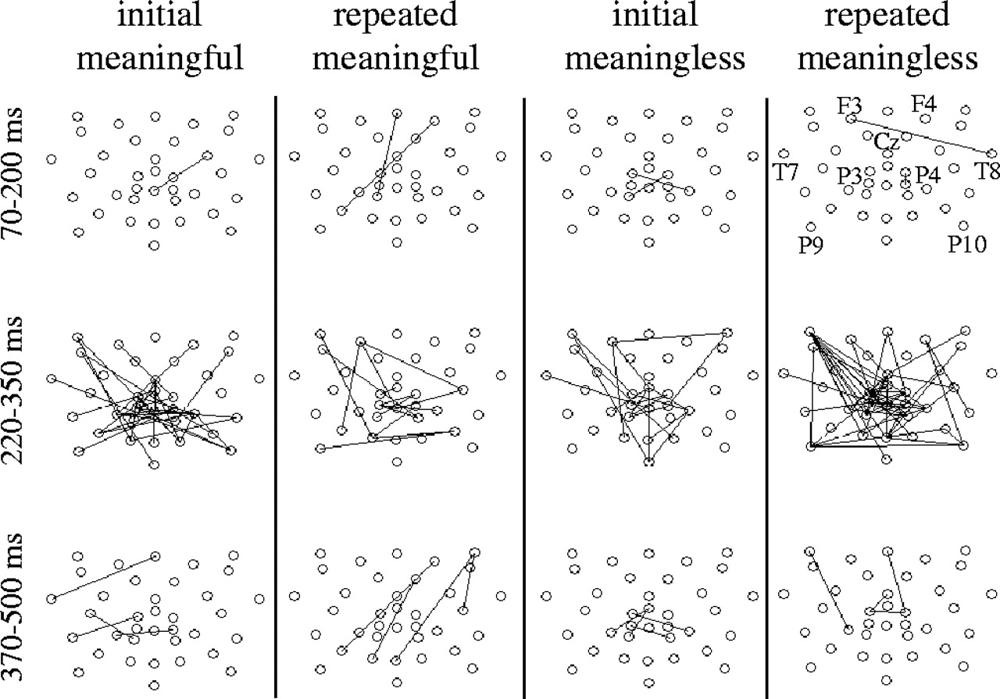 initial
meaningful
repeated
meaningful
initial
meaningless
repeated
meaningless
70-200 ms
F3
F4
Cz
T7
P3
P4
T8
P9
P10
220-350 ms
370-500 ms